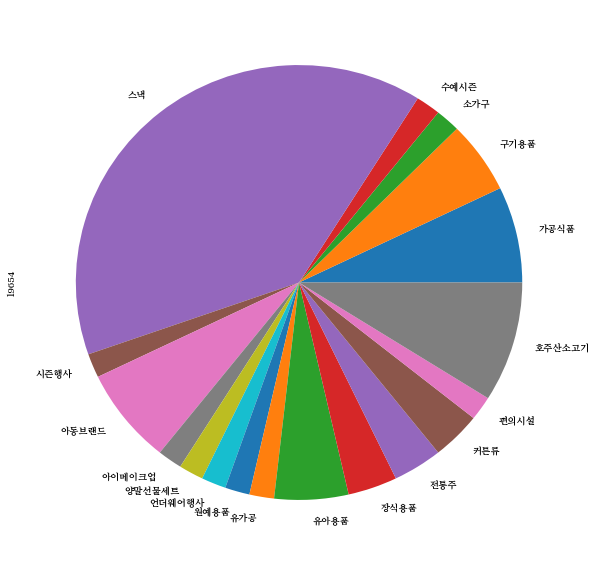 수예시즌
스낵
소가구
구기용품
가공식품
19654
호주산소고기
시즌행사
편의시설
아동브랜드
커튼류
아이베이크업
전통주
양말선물세트
언더웨어행사
장식용품
원예용품
유가공
유아용품